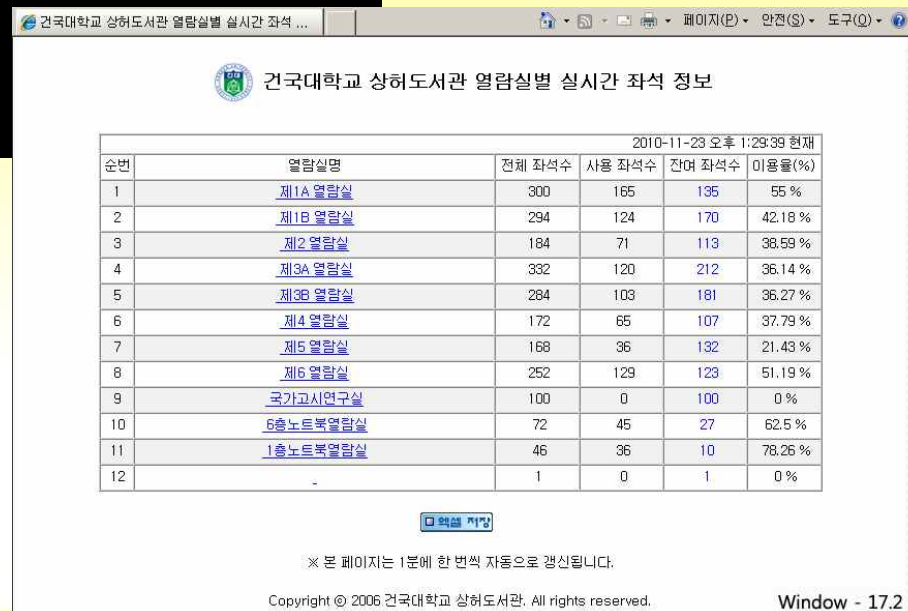 건국대학교 상허도서관 열람실별 실시간 좌석 ...
페이지(P) 안전(S) 도구(O)
건국대학교 상허도서관 열람실별 실시간 좌석 정보
2010-11-23 오후 1:29:39 현재
순번 열람실명 전체 좌석수 사용 좌석수 잔여 좌석수 이용률(%)
1 제1A 열람실 300 165 135 55 %
2 제1B 열람실 294 124 170 42.18 %
3 제2 열람실 184 71 113 38.59 %
4 제3A 열람실 332 120 212 36.14 %
5 제3B 열람실 284 103 181 36.27 %
6 제4 열람실 172 65 107 37.79 %
7 제5 열람실 168 36 132 21.43 %
8 제6 열람실 252 129 123 51.19 %
9 국가고시연구실 100 0 100 0 %
10 6층노트북열람실 72 45 27 62.5 %
11 1층노트북열람실 46 36 10 78.26 %
12 - 1 0 1 0 %
엑셀 저장
※ 본 페이지는 1분에 한 번씩 자동으로 갱신됩니다.
Copyright ⓒ 2006 건국대학교 상허도서관. All rights reserved.
Window - 17.2